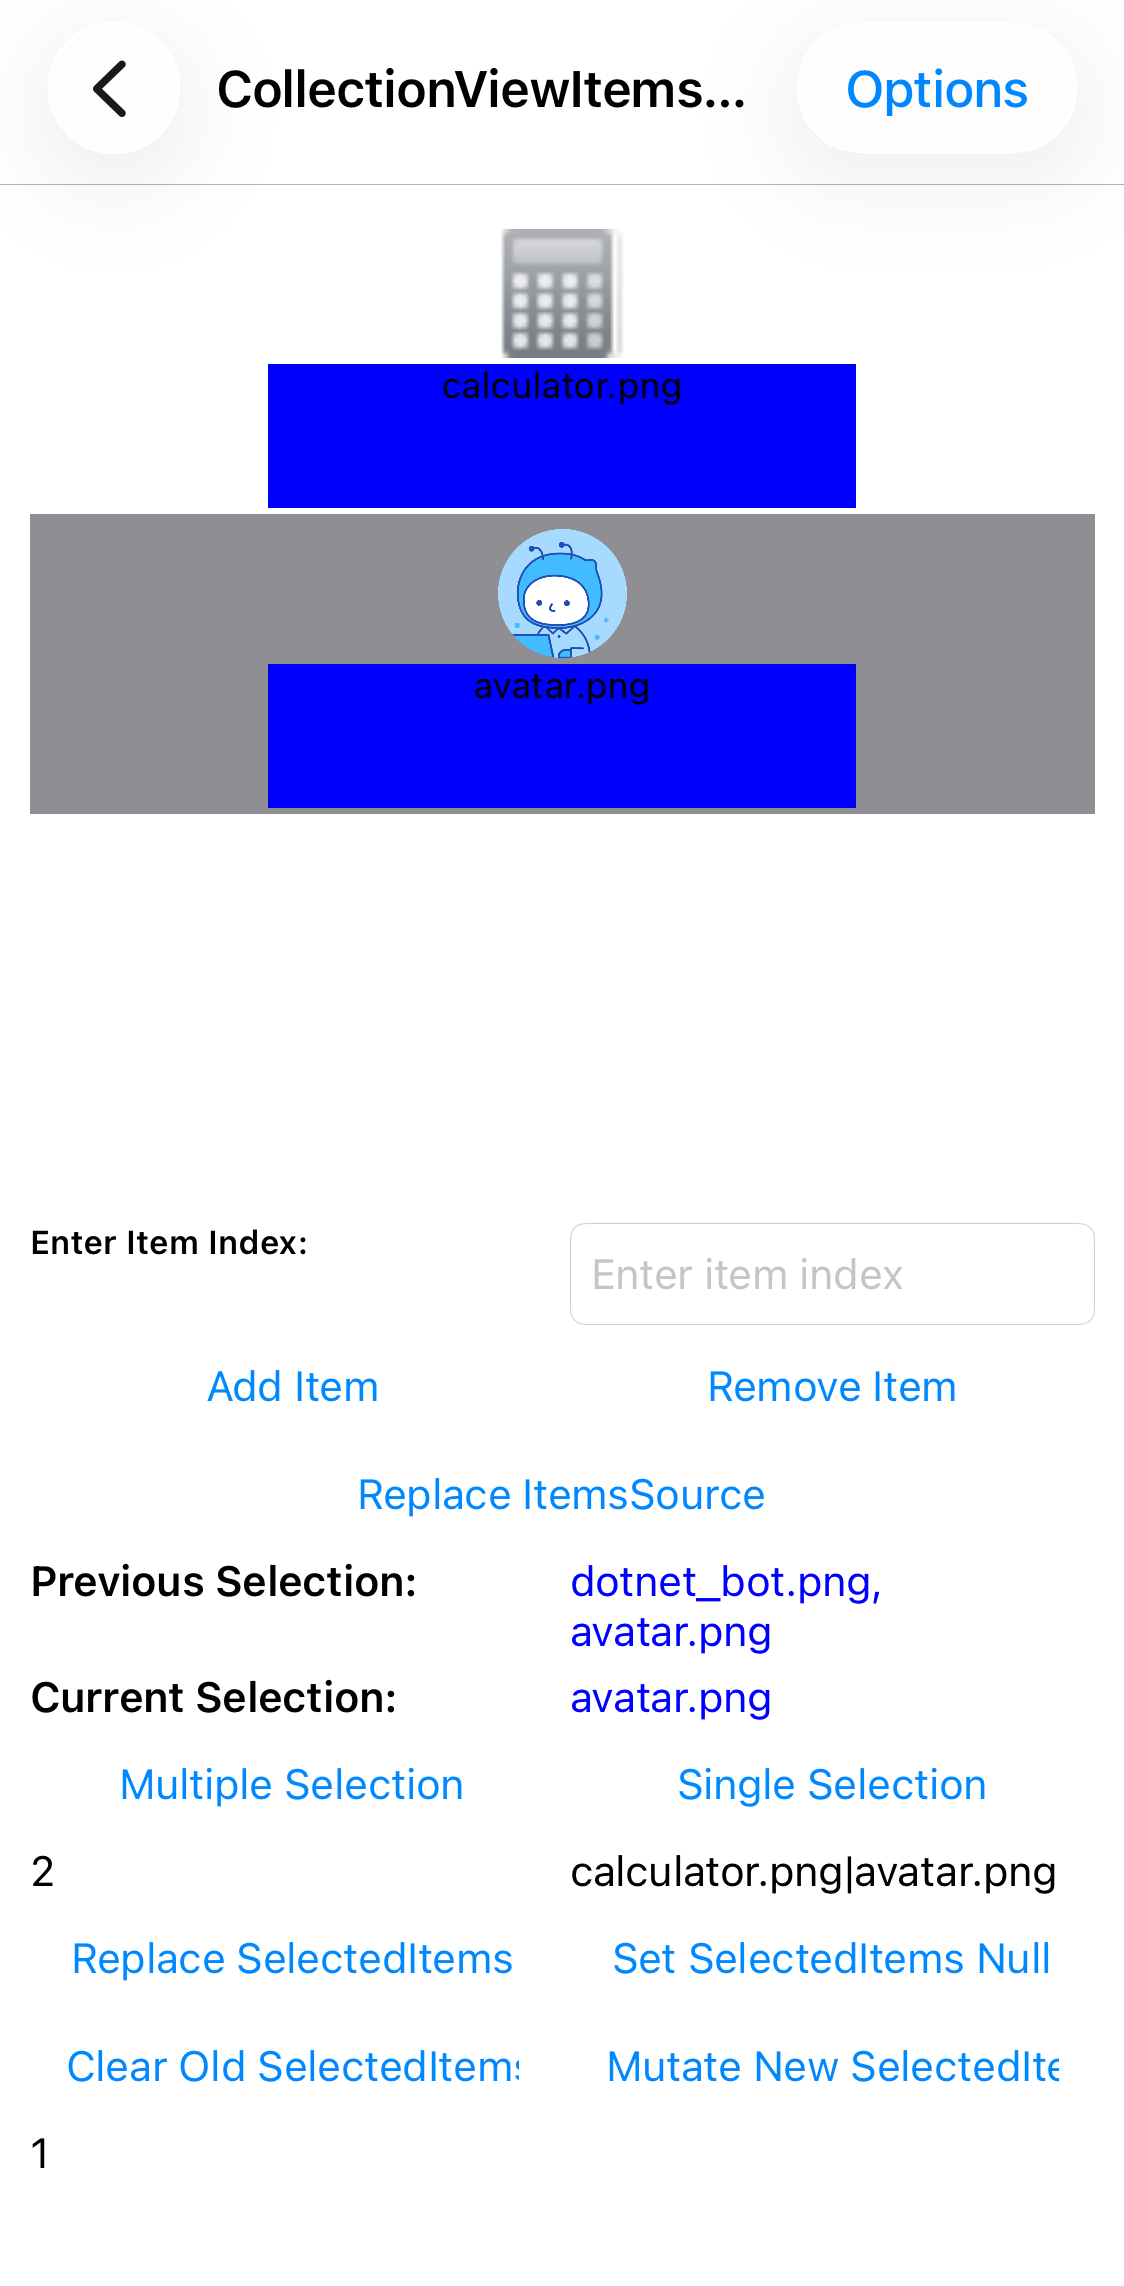 CollectionViewItems...
Options
calculator.png
avatar.png
Enter Item Index:
Enter item index
Add Item
Remove Item
Replace ItemsSource
Previous Selection:
dotnet_bot.png,
avatar.png
Current Selection:
avatar.png
Multiple Selection
Single Selection
2
calculator.png|avatar.png
Replace SelectedItems
Set SelectedItems Null
Clear Old SelectedItems
Mutate New SelectedIte
1